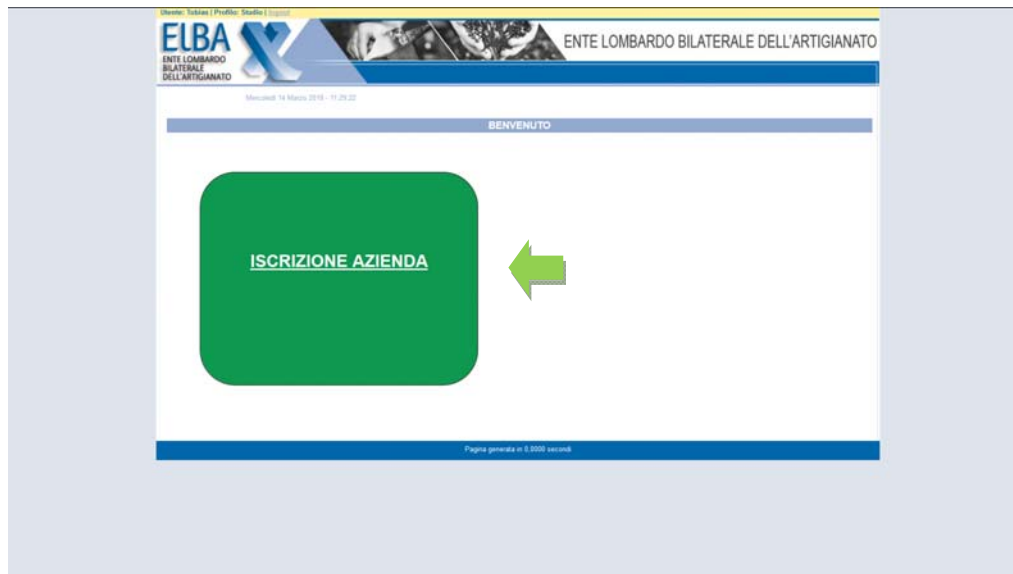 Utente: Tobias | Profilo: Studio | logout
ELBA
ENTE LOMBARDO
BILATERALE
DELL'ARTIGIANATO
ENTE LOMBARDO BILATERALE DELL'ARTIGIANATO
Mercoledì 14 Marzo 2018 - 11:29:22
BENVENUTO
ISCRIZIONE AZIENDA
Pagina generata in 0,0000 secondi